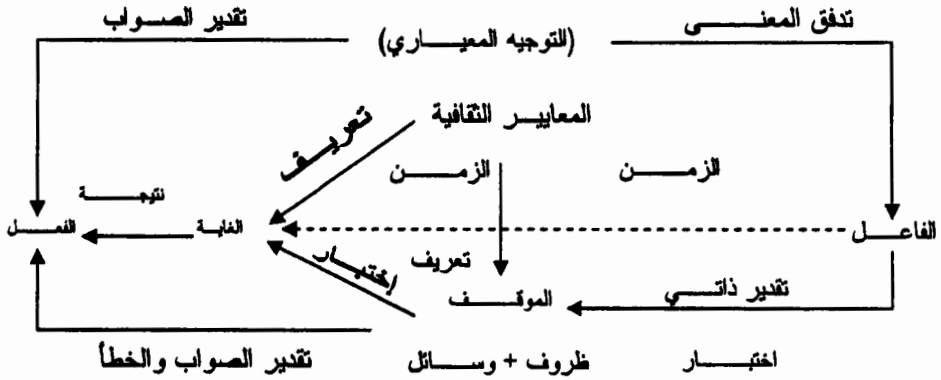 تدفق المعنى
تقدير الصواب
(التوجيه المعياري)
المعايير الثقافية
تعريف
الزمن
الزمن
نتيجة
الفاعل
الغاية
الفعل
تعريف
إختبار
تقدير ذاتي
الموقف
اختبار
ظروف + وسائل
تقدير الصواب والخطأ